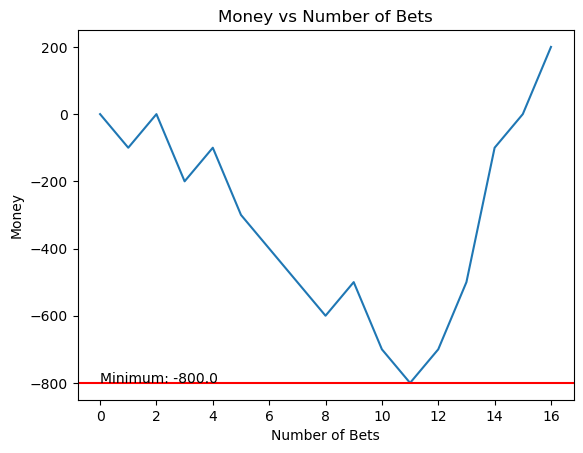 Money vs Number of Bets
200
0
−200
−400
−600
−800
Money
Minimum: -800.0
0 2 4 6 8 10 12 14 16
Number of Bets